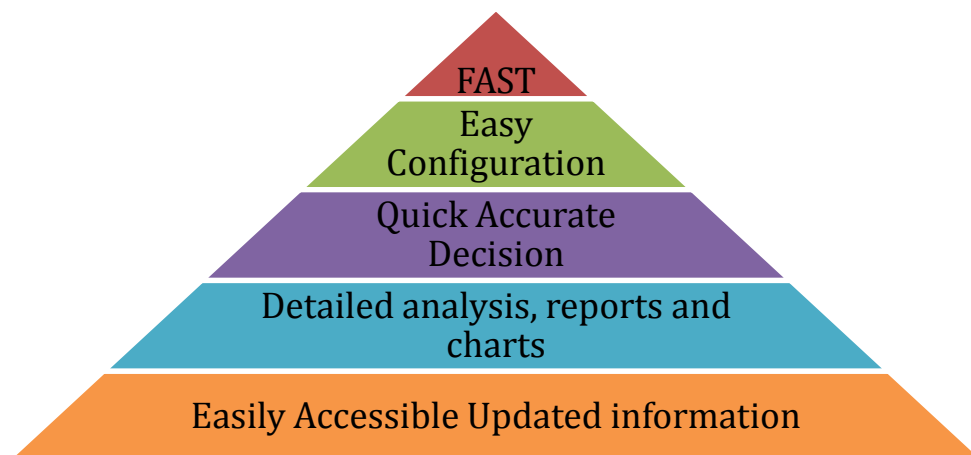 FAST
Easy
Configuration
Quick Accurate
Decision
Detailed analysis, reports and
charts
Easily Accessible Updated information